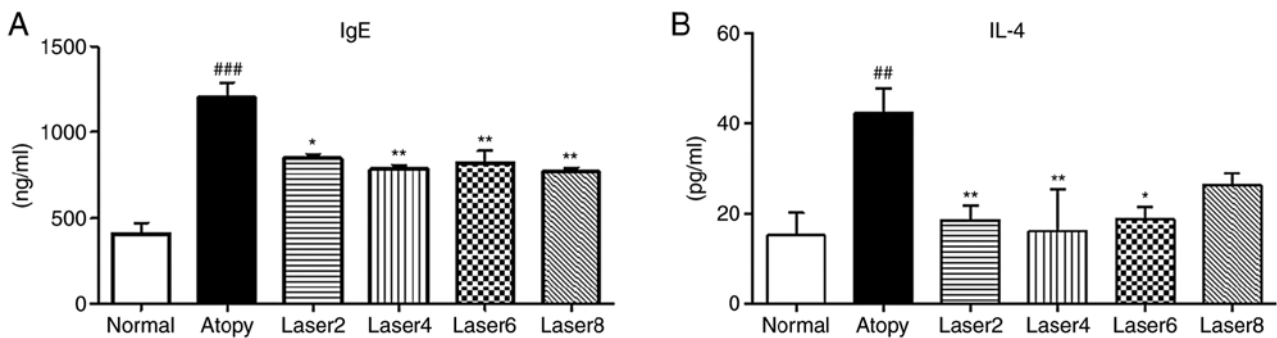 A
IgE
(ng/ml)
1500
1000
500
0
###
*
**
**
**
Normal Atopy Laser2 Laser4 Laser6 Laser8
B
IL-4
(pg/ml)
60
40
20
0
##
**
**
*
Normal Atopy Laser2 Laser4 Laser6 Laser8